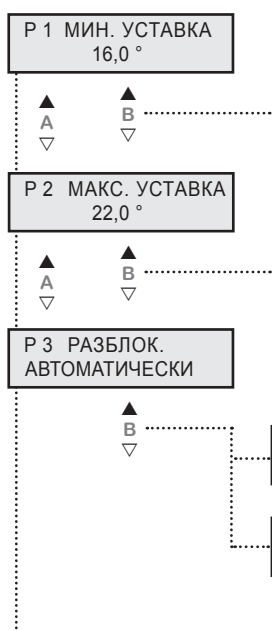 P 1 МИН. УСТАВКА
16,0 °
A
B
P 2 МАКС. УСТАВКА
22,0 °
A
B
P 3 РАЗБЛОК.
АВТОМАТИЧЕСКИ
B